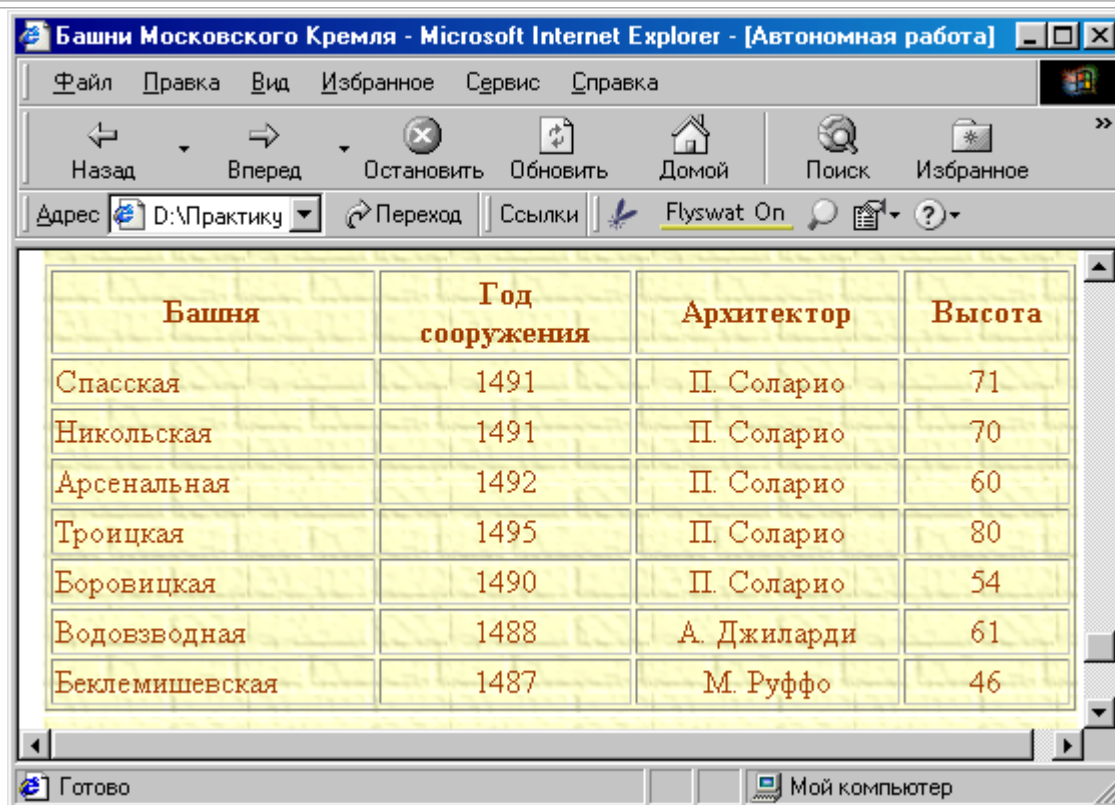 Башни Московского Кремля - Microsoft Internet Explorer - [Автономная работа]
Файл Правка Вид Избранное Сервис Справка
Назад Вперед Остановить Обновить Домой Поиск Избранное »
Адрес D:\Практику Переход Ссылки Flyswat On
Башня Год сооружения Архитектор Высота
Спасская 1491 П. Соларио 71
Никольская 1491 П. Соларио 70
Арсенальная 1492 П. Соларио 60
Троицкая 1495 П. Соларио 80
Боровицкая 1490 П. Соларио 54
Водовзводная 1488 А. Джиларди 61
Беклемишевская 1487 М. Руффо 46
Готово Мой компьютер